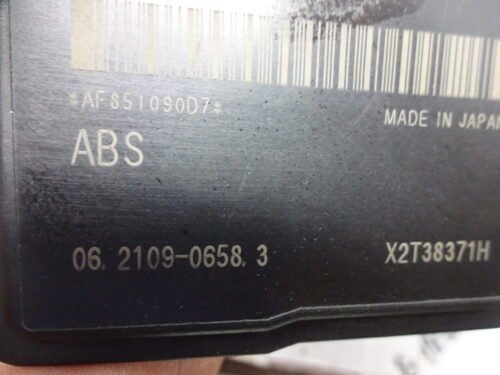 *AF851090D7*
MADE IN JAPAN
ABS
06.2109-0658.3
X2T38371H